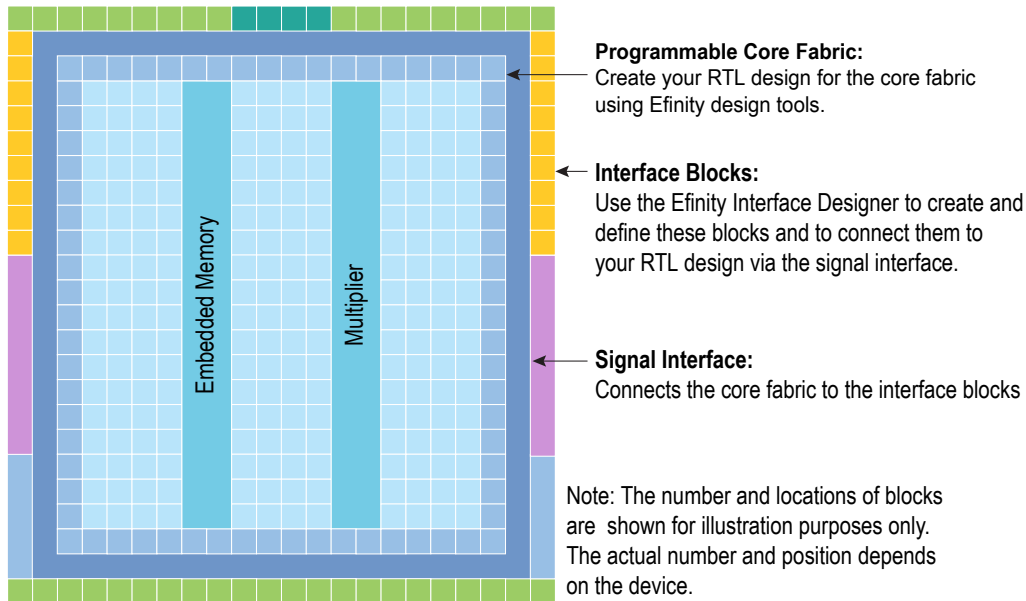 Programmable Core Fabric:
Create your RTL design for the core fabric
using Efinity design tools.
Interface Blocks:
Use the Efinity Interface Designer to create and
define these blocks and to connect them to
your RTL design via the signal interface.
Embedded Memory
Multiplier
Signal Interface:
Connects the core fabric to the interface blocks
Note: The number and locations of blocks
are shown for illustration purposes only.
The actual number and position depends
on the device.